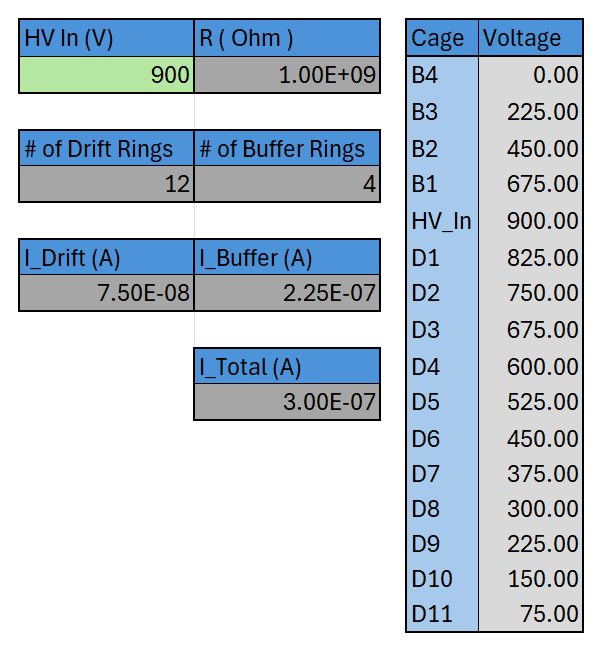 HV In (V) R ( Ohm )
900 1.00E+09
# of Drift Rings # of Buffer Rings
12 4
I_Drift (A) I_Buffer (A)
7.50E-08 2.25E-07
I_Total (A)
3.00E-07
Cage Voltage
B4 0.00
B3 225.00
B2 450.00
B1 675.00
HV_In 900.00
D1 825.00
D2 750.00
D3 675.00
D4 600.00
D5 525.00
D6 450.00
D7 375.00
D8 300.00
D9 225.00
D10 150.00
D11 75.00